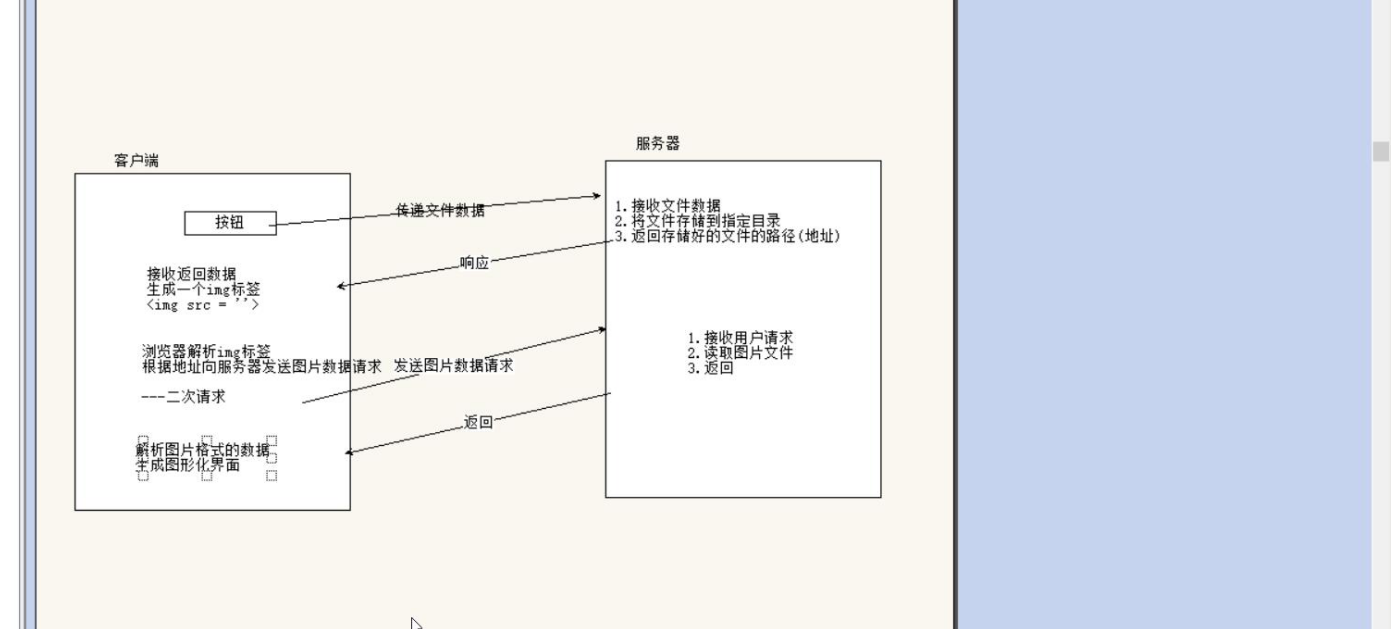 客户端
按钮
接收返回数据
生成一个img标签
<img src = ''>
浏览器解析img标签
根据地址向服务器发送图片数据请求
---二次请求
解析图片格式的数据
生成图形化界面
传递文件数据
响应
发送图片数据请求
返回
服务器
1.接收文件数据
2.将文件存储到指定目录
3.返回存储好的文件的路径(地址)
1.接收用户请求
2.读取图片文件
3.返回